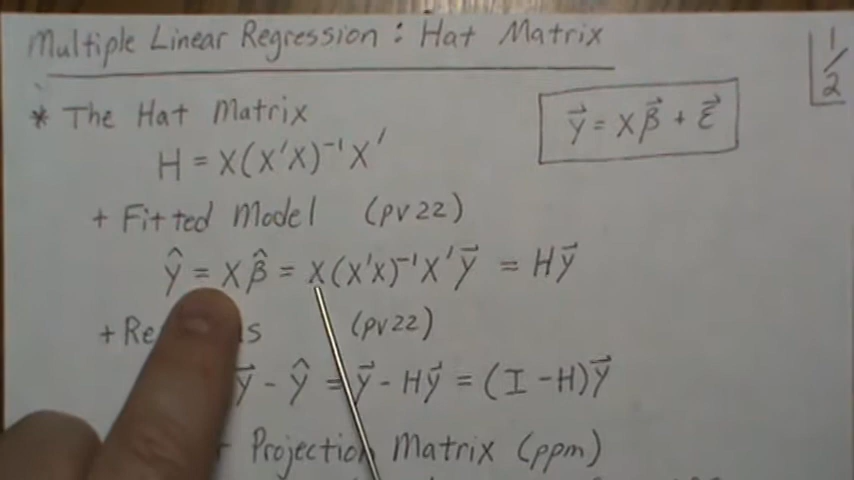 Multiple Linear Regression : Hat Matrix
1/2
* The Hat Matrix
Y⃗ = Xβ⃗ + ε⃗
H = X(X'X)⁻¹X'
+ Fitted Model (pv22)
Ŷ = Xβ̂ = X(X'X)⁻¹X'Y⃗ = HY⃗
(pv22)
Y⃗ - Ŷ = Y⃗ - HY⃗ = (I - H)Y⃗
Projection Matrix (ppm)